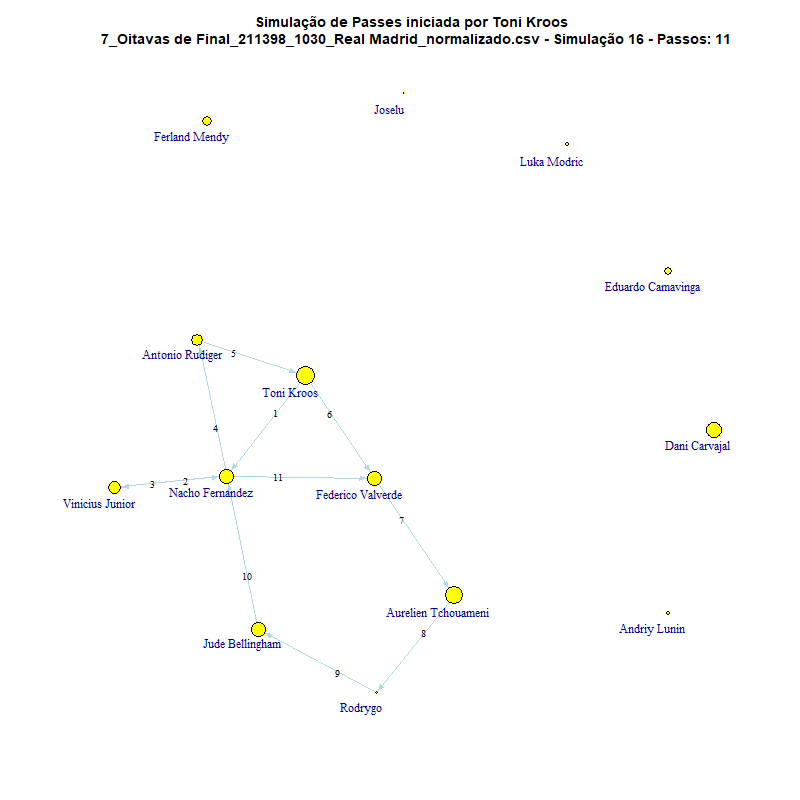 Simulação de Passes iniciada por Toni Kroos
7_Oitavas de Final_211398_1030_Real Madrid_normalizado.csv - Simulação 16 - Passos: 11
Joselu
Ferland Mendy
Luka Modric
Eduardo Camavinga
Antonio Rudiger
5
Toni Kroos
1
6
4
Dani Carvajal
3
2
11
Nacho Fernandez
Federico Valverde
Vinicius Junior
7
10
Aurelien Tchouameni
Andriy Lunin
8
Jude Bellingham
9
Rodrygo